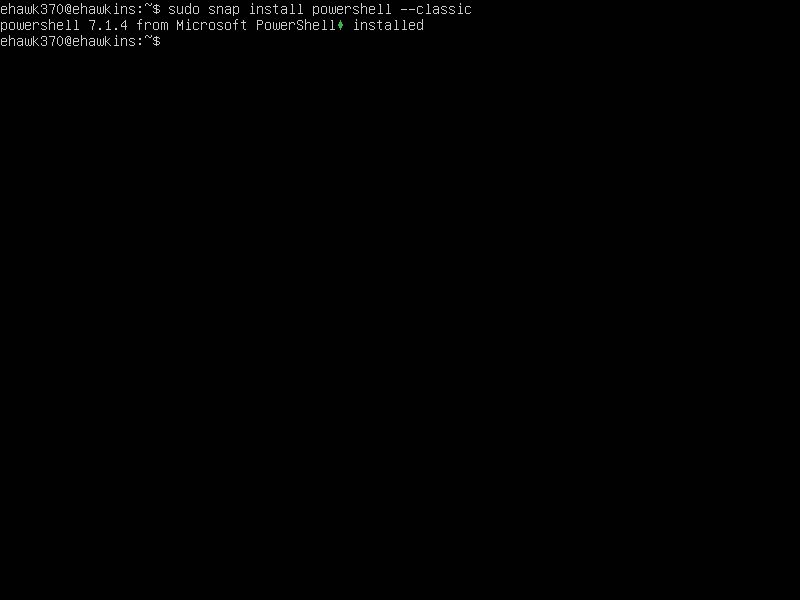 ehawk370@ehawkins:~$ sudo snap install powershell --classic
powershell 7.1.4 from Microsoft PowerShell♦ installed
ehawk370@ehawkins:~$